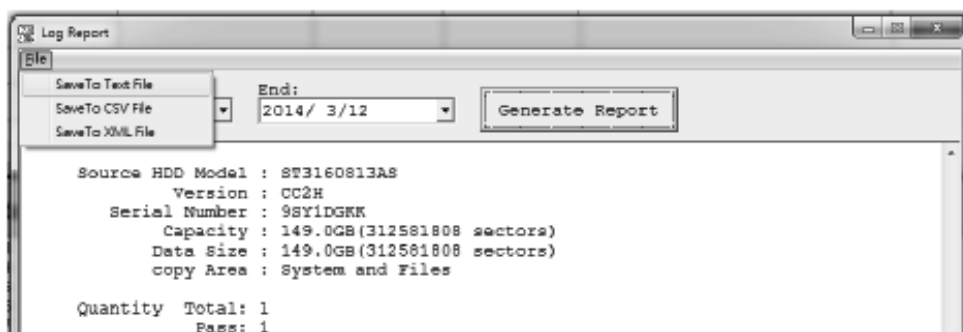 Log Report
File
SaveTo Text File
SaveTo CSV File
SaveTo XML File
End:
2014/ 3/12
Generate Report
Source HDD Model : ST3160813AS
Version : CC2H
Serial Number : 9SY1DGKK
Capacity : 149.0GB(312581808 sectors)
Data Size : 149.0GB(312581808 sectors)
copy Area : System and Files
Quantity Total: 1
Pass: 1